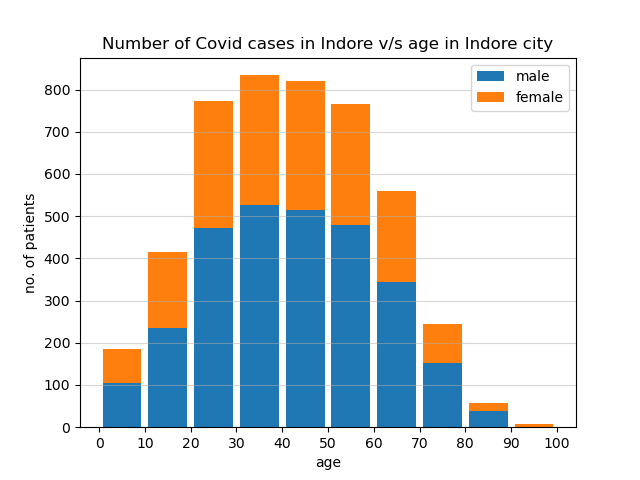 Number of Covid cases in Indore v/s age in Indore city
male
female
800
700
600
500
400
300
200
100
0
no. of patients
0 10 20 30 40 50 60 70 80 90 100
age